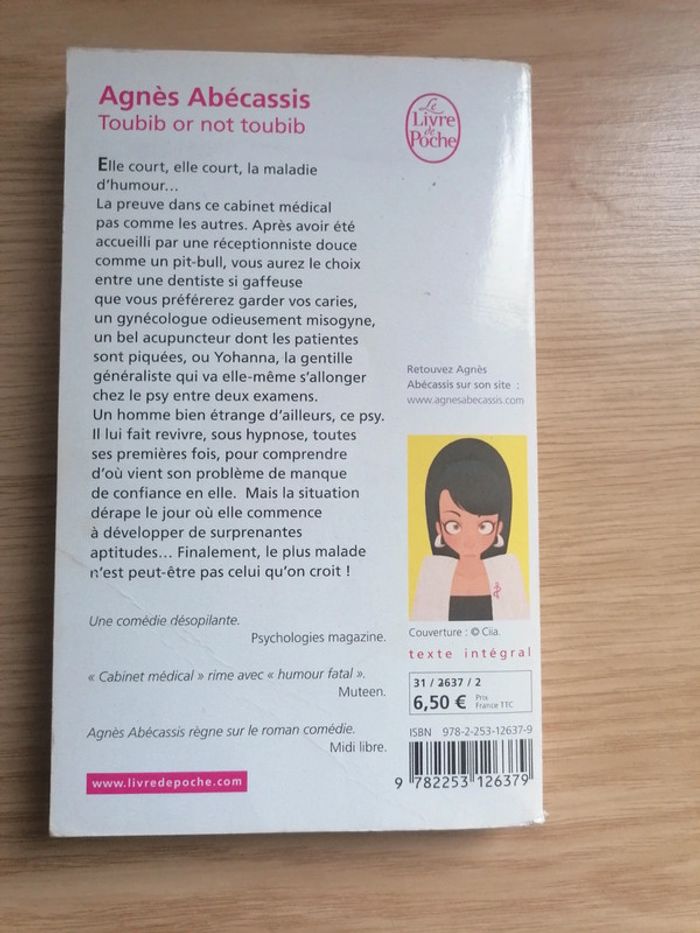 Agnès Abécassis
Toubib or not toubib
Le
Livre
de
Poche
Elle court, elle court, la maladie
d'humour...
La preuve dans ce cabinet médical
pas comme les autres. Après avoir été
accueilli par une réceptionniste douce
comme un pit-bull, vous aurez le choix
entre une dentiste si gaffeuse
que vous préférerez garder vos caries,
un gynécologue odieusement misogyne,
un bel acupuncteur dont les patientes
sont piquées, ou Yohanna, la gentille
généraliste qui va elle-même s'allonger
chez le psy entre deux examens.
Un homme bien étrange d'ailleurs, ce psy.
Il lui fait revivre, sous hypnose, toutes
ses premières fois, pour comprendre
d'où vient son problème de manque
de confiance en elle. Mais la situation
dérape le jour où elle commence
à développer de surprenantes
aptitudes... Finalement, le plus malade
n'est peut-être pas celui qu'on croit !
Une comédie désopilante.
Psychologies magazine.
« Cabinet médical » rime avec « humour fatal ».
Muteen.
Agnès Abécassis règne sur le roman comédie.
Midi libre.
www.livredepoche.com
Retouvez Agnès
Abécassis sur son site :
www.agnesabecassis.com
Couverture : © Ciia.
texte intégral
31 / 2637 / 2
6,50 € Prix
France TTC
ISBN 978-2-253-12637-9
9 782253 126379